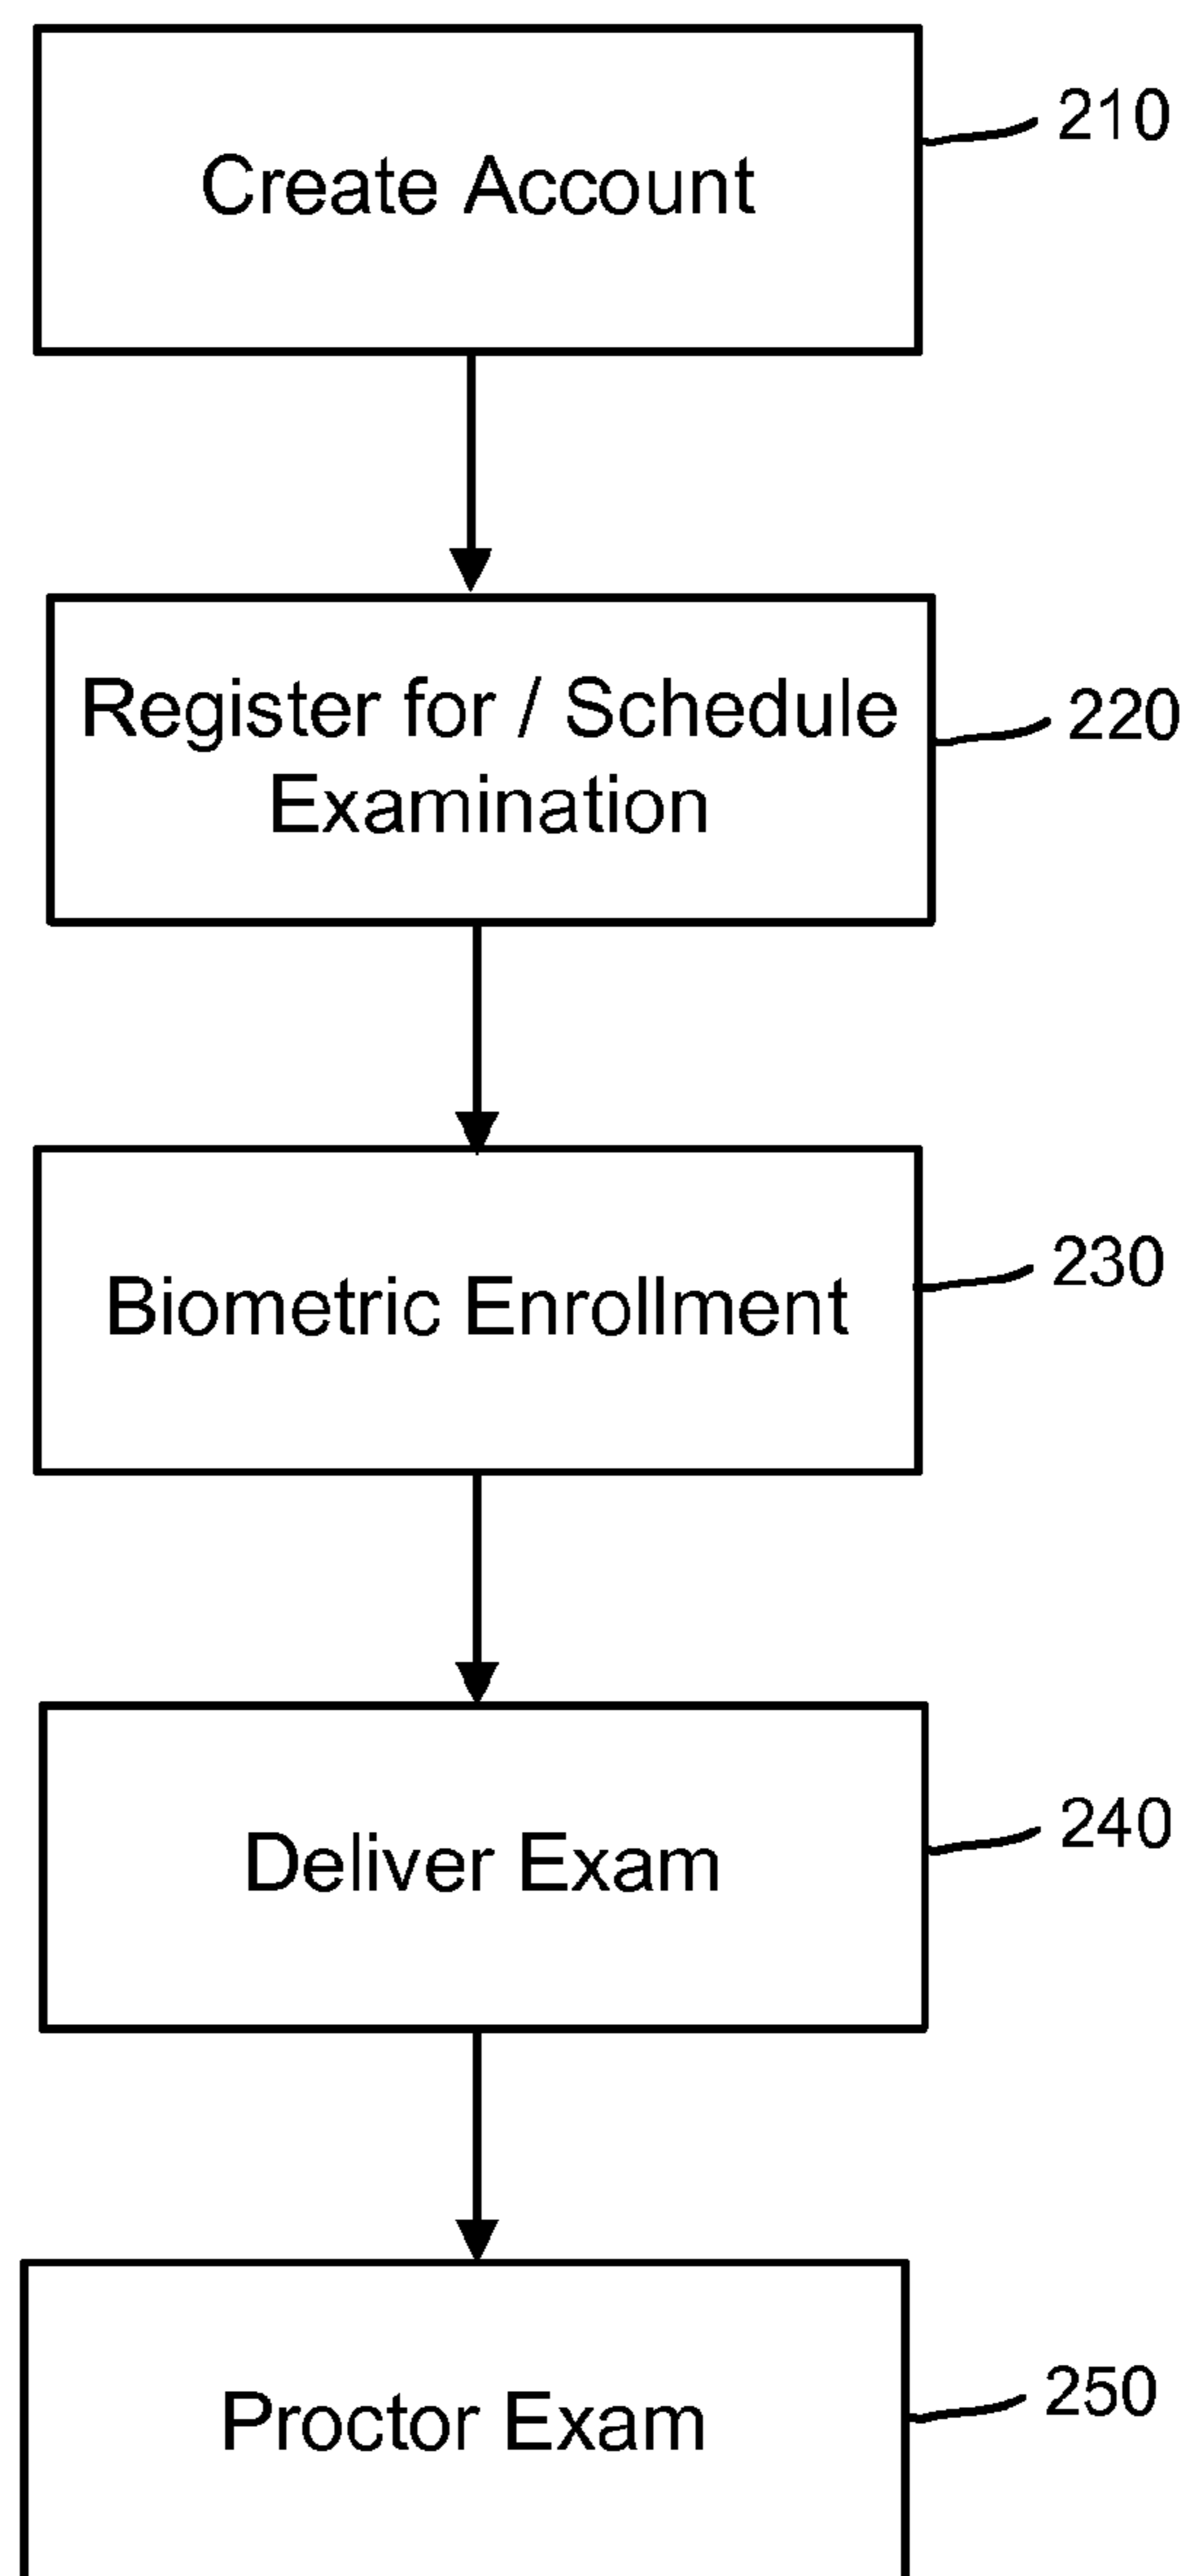 Create Account
210
Register for / Schedule
Examination
220
Biometric Enrollment
230
Deliver Exam
240
Proctor Exam
250